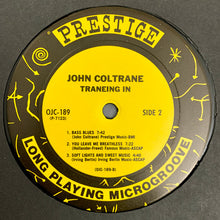 PRESTIGE
JOHN COLTRANE
TRANEING IN
OJC-189
(P-7123)
SIDE 2
1. BASS BLUES 7:42
(John Coltrane) Prestige Music-BMI
2. YOU LEAVE ME BREATHLESS 7:22
(Hollander-Freed) Famous Music-ASCAP
3. SOFT LIGHTS AND SWEET MUSIC 4:40
(Irving Berlin) Irving Berlin Music-ASCAP
(OJC-189-B)
LONG PLAYING MICROGROOVE